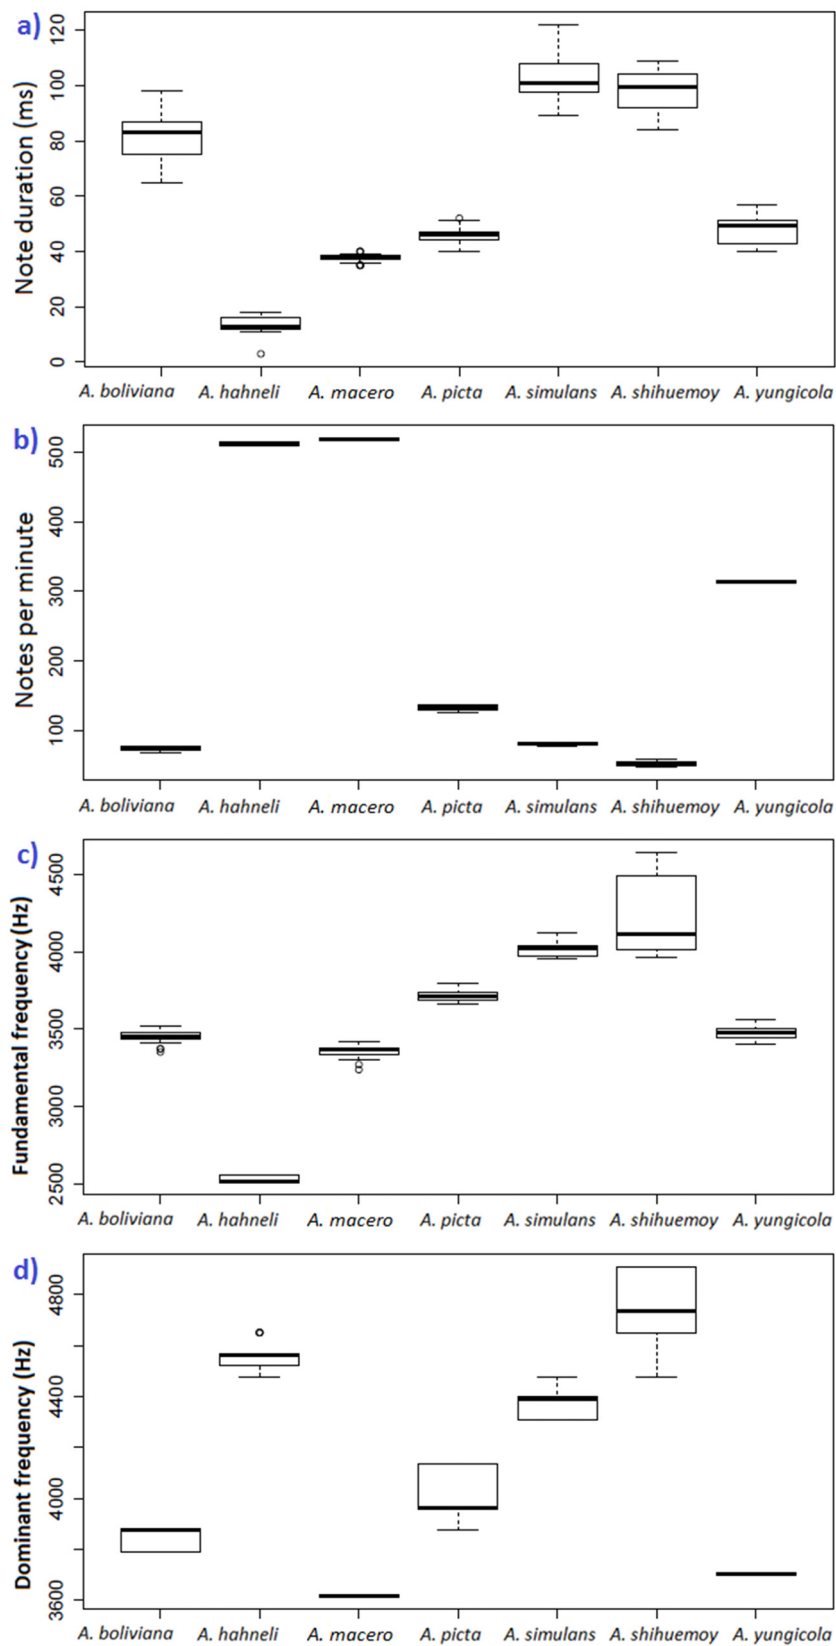 a)
Note duration (ms)
120
100
80
60
40
20
0
A. boliviana A. hahneli A. macero A. picta A. simulans A. shihuemoy A. yungicola
b)
Notes per minute
500
400
300
200
100
A. boliviana A. hahneli A. macero A. picta A. simulans A. shihuemoy A. yungicola
c)
Fundamental frequency (Hz)
4500
4000
3500
3000
2500
A. boliviana A. hahneli A. macero A. picta A. simulans A. shihuemoy A. yungicola
d)
Dominant frequency (Hz)
4800
4400
4000
3600
A. boliviana A. hahneli A. macero A. picta A. simulans A. shihuemoy A. yungicola